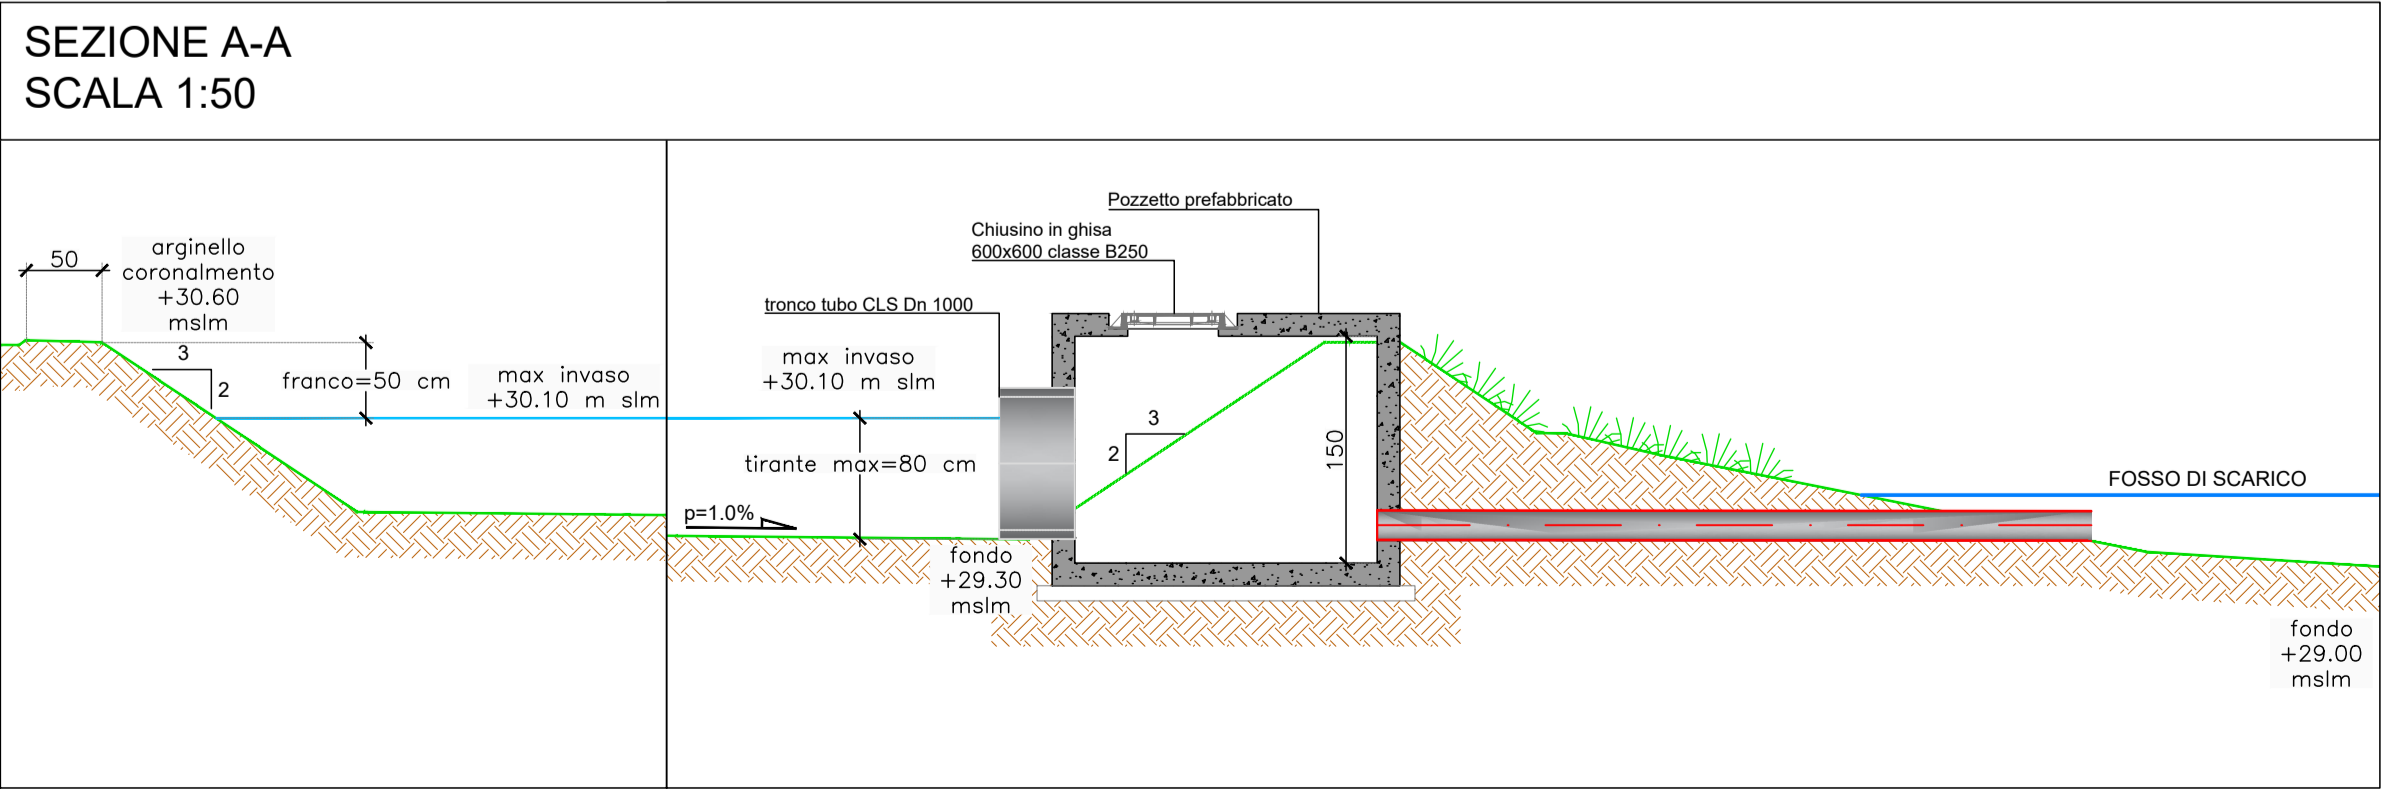 SEZIONE A-A
SCALA 1:50
Pozzetto prefabbricato
Chiusino in ghisa
600x600 classe B250
tronco tubo CLS Dn 1000
50
arginello
coronalmento
+30.60
mslm
3
2
franco=50 cm
max invaso
+30.10 m slm
max invaso
+30.10 m slm
tirante max=80 cm
p=1.0%
fondo
+29.30
mslm
3
2
150
FOSSO DI SCARICO
fondo
+29.00
mslm